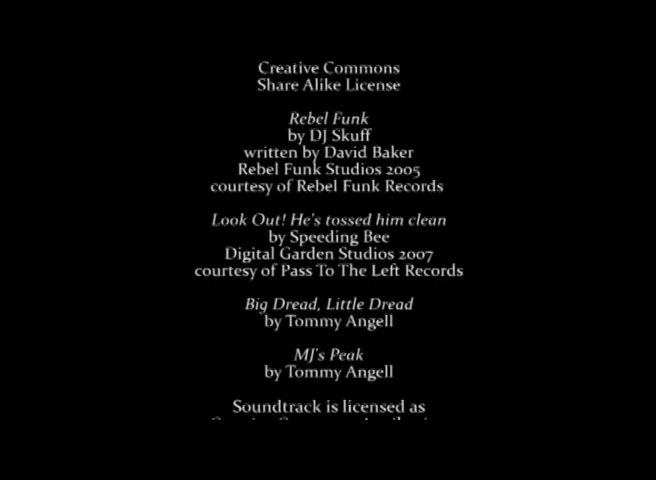 Creative Commons
Share Alike License
Rebel Funk
by DJ Skuff
written by David Baker
Rebel Funk Studios 2005
courtesy of Rebel Funk Records
Look Out! He's tossed him clean
by Speeding Bee
Digital Garden Studios 2007
courtesy of Pass To The Left Records
Big Dread, Little Dread
by Tommy Angell
MJ's Peak
by Tommy Angell
Soundtrack is licensed as